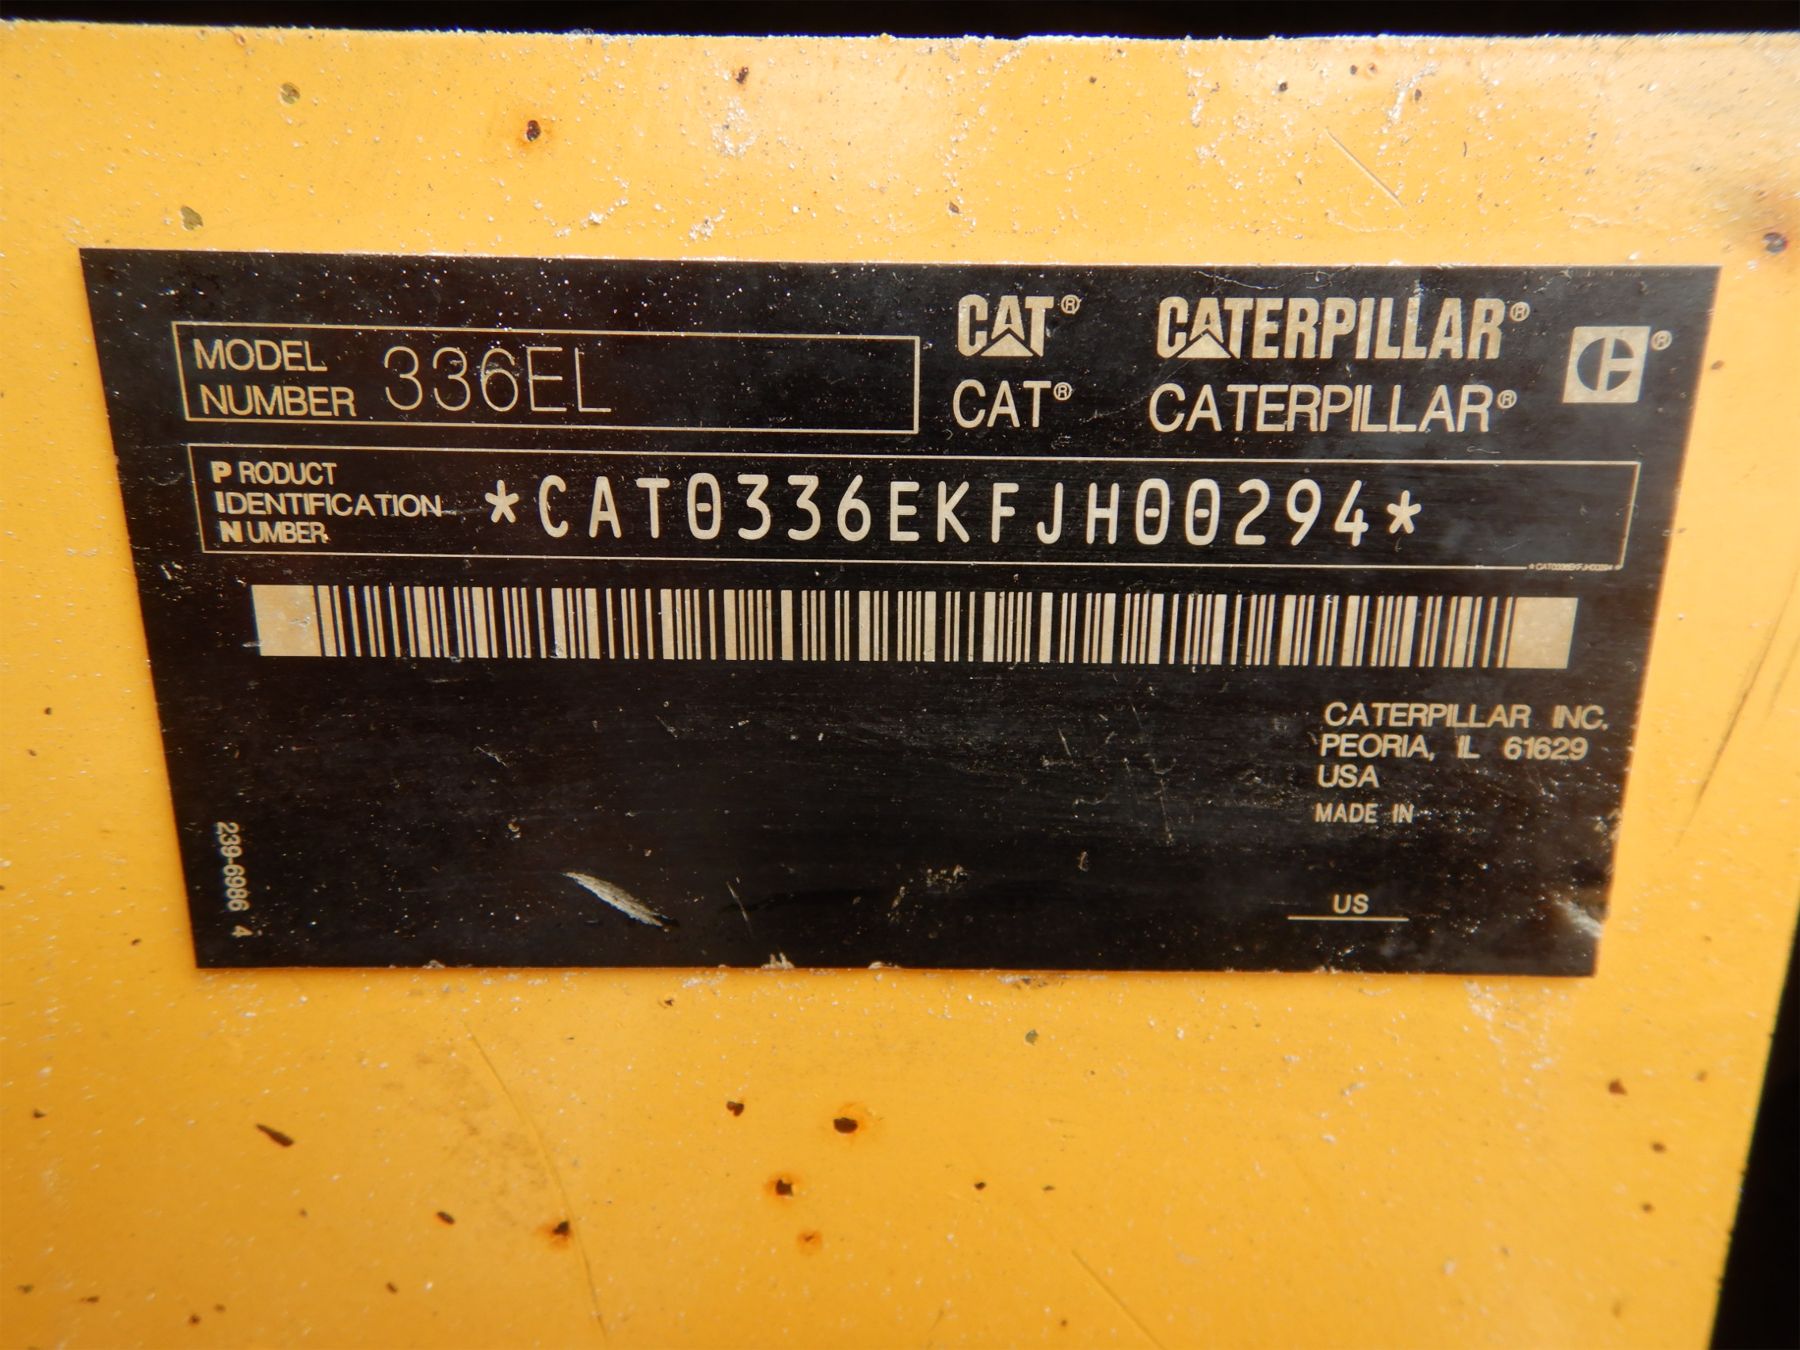 CAT® CATERPILLAR® ®
MODEL NUMBER 336EL
CAT® CATERPILLAR®
PRODUCT
IDENTIFICATION
NUMBER
*CAT0336EKFJH00294*
*CAT0336EKFJH00294*
CATERPILLAR INC.
PEORIA, IL 61629
USA
MADE IN
US
239-6986 4